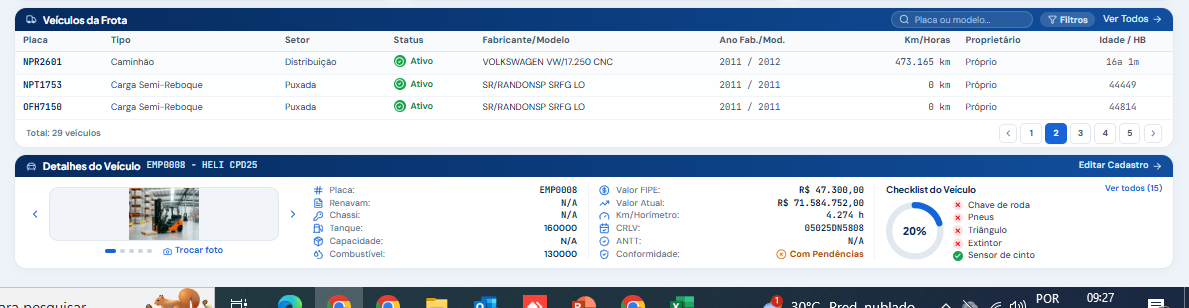 Veículos da Frota
Placa ou modelo...
Filtros
Ver Todos →
Placa Tipo Setor Status Fabricante/Modelo Ano Fab./Mod. Km/Horas Proprietário Idade / HB
NPR2601 Caminhão Distribuição Ativo VOLKSWAGEN VW/17.250 CNC 2011 / 2012 473.165 km Próprio 16a 1m
NPT1753 Carga Semi-Reboque Puxada Ativo SR/RANDONSP SRFG LO 2011 / 2011 0 km Próprio 44449
OFH7150 Carga Semi-Reboque Puxada Ativo SR/RANDONSP SRFG LO 2011 / 2011 0 km Próprio 44814
Total: 29 veículos
1 2 3 4 5
Detalhes do Veículo EMP0008 - HELI CPD25
Editar Cadastro →
Trocar foto
Placa: EMP0008
Renavam: N/A
Chassi: N/A
Tanque: 160000
Capacidade: N/A
Combustível: 130000
Valor FIPE: R$ 47.300,00
Valor Atual: R$ 71.584.752,00
Km/Horímetro: 4.274 h
CRLV: 05025DN5808
ANTT: N/A
Conformidade: Com Pendências
Checklist do Veículo
Ver todos (15)
20%
Chave de roda
Pneus
Triângulo
Extintor
Sensor de cinto
pesquisar
1
30°C
POR
09:27